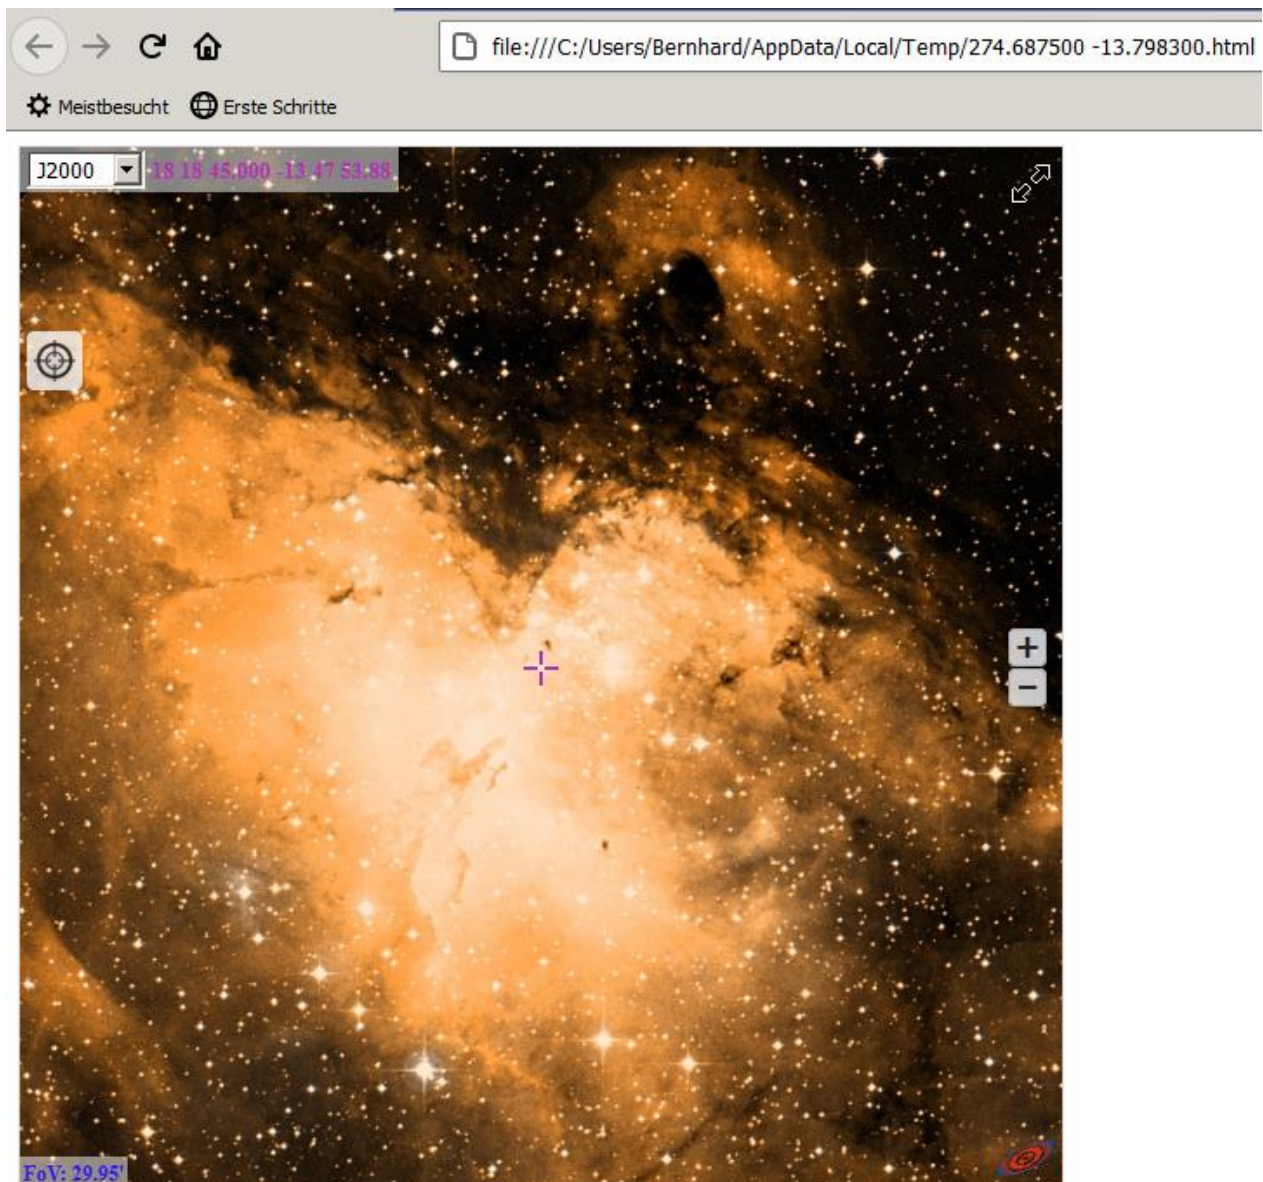 file:///C:/Users/Bernhard/AppData/Local/Temp/274.687500 -13.798300.html
Meistbesucht Erste Schritte
J2000 18 18 45.000 -13 47 53.88
+
−
FoV: 29.95'